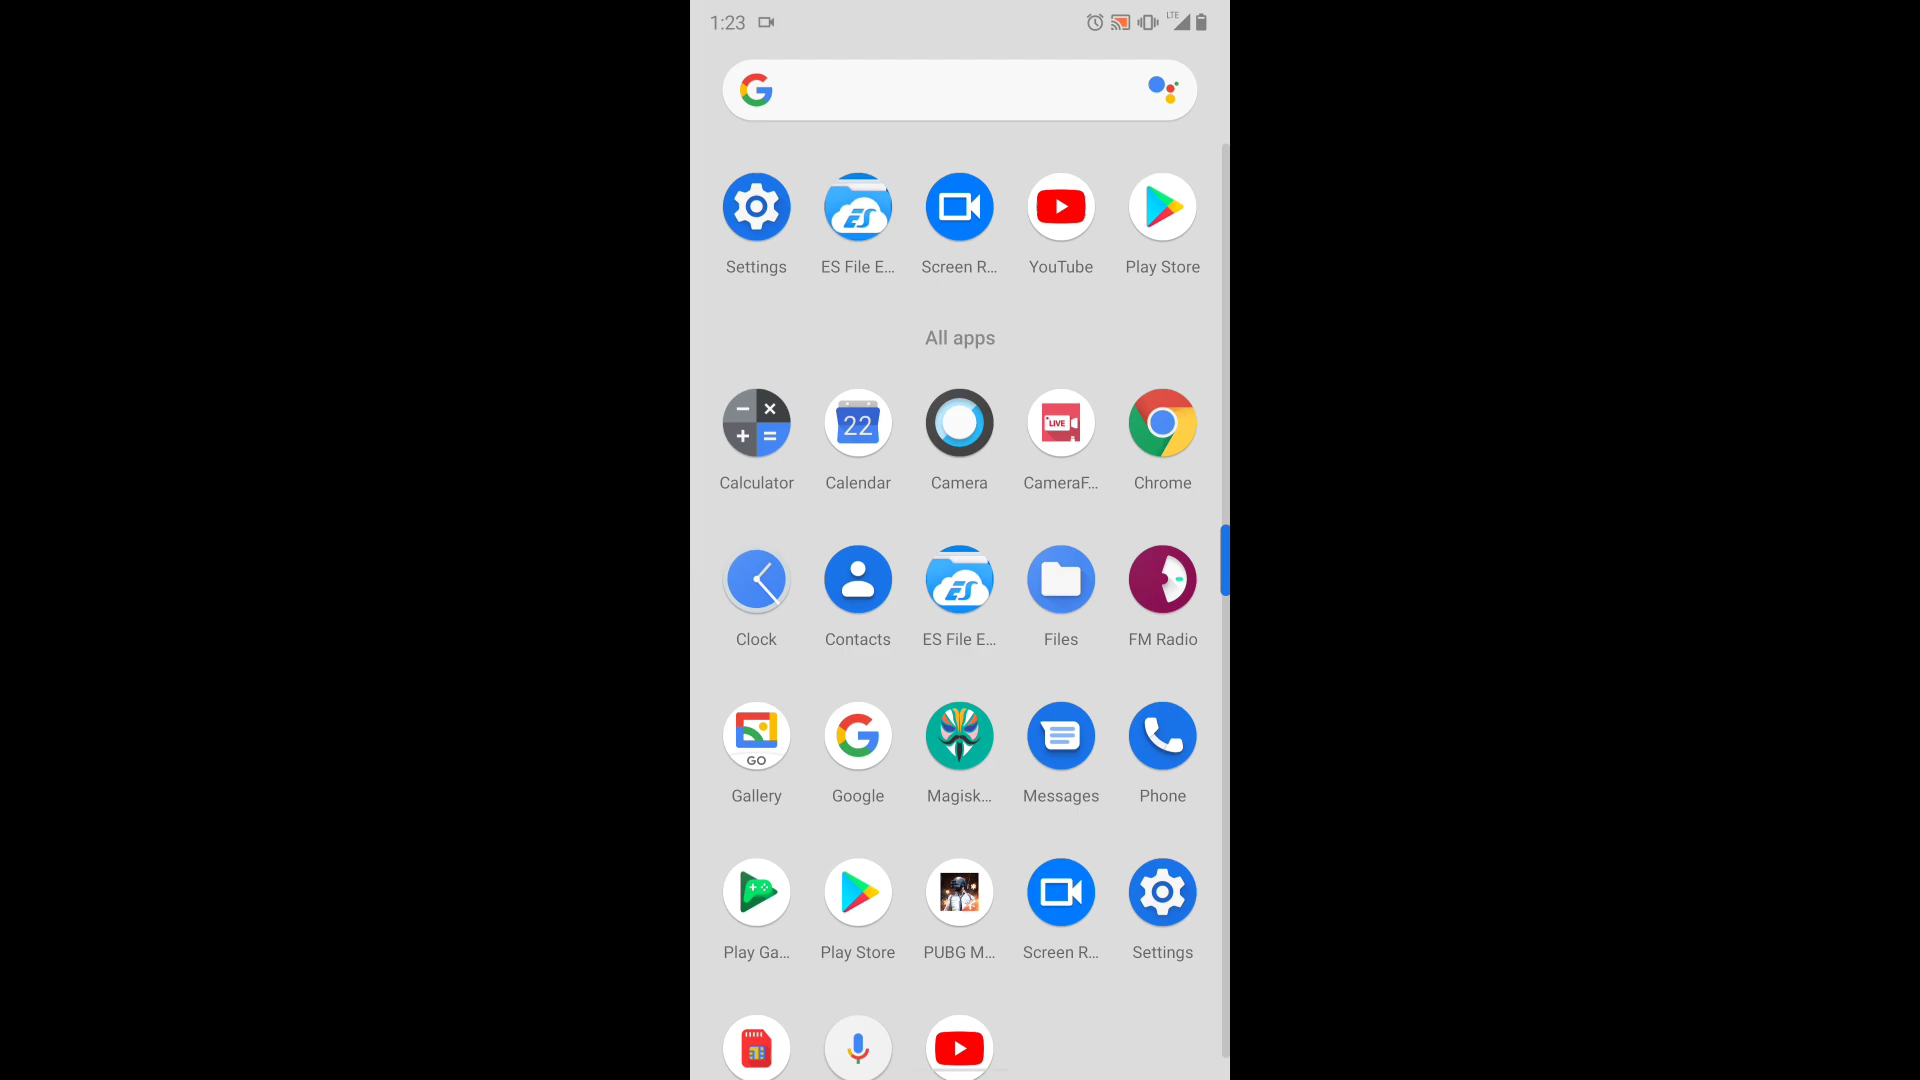 1:23
LTE
Settings
ES File E...
Screen R...
YouTube
Play Store
All apps
22
LIVE
Calculator
Calendar
Camera
CameraF...
Chrome
Clock
Contacts
ES File E...
Files
FM Radio
GO
Gallery
Google
Magisk...
Messages
Phone
Play Ga...
Play Store
PUBG M...
Screen R...
Settings